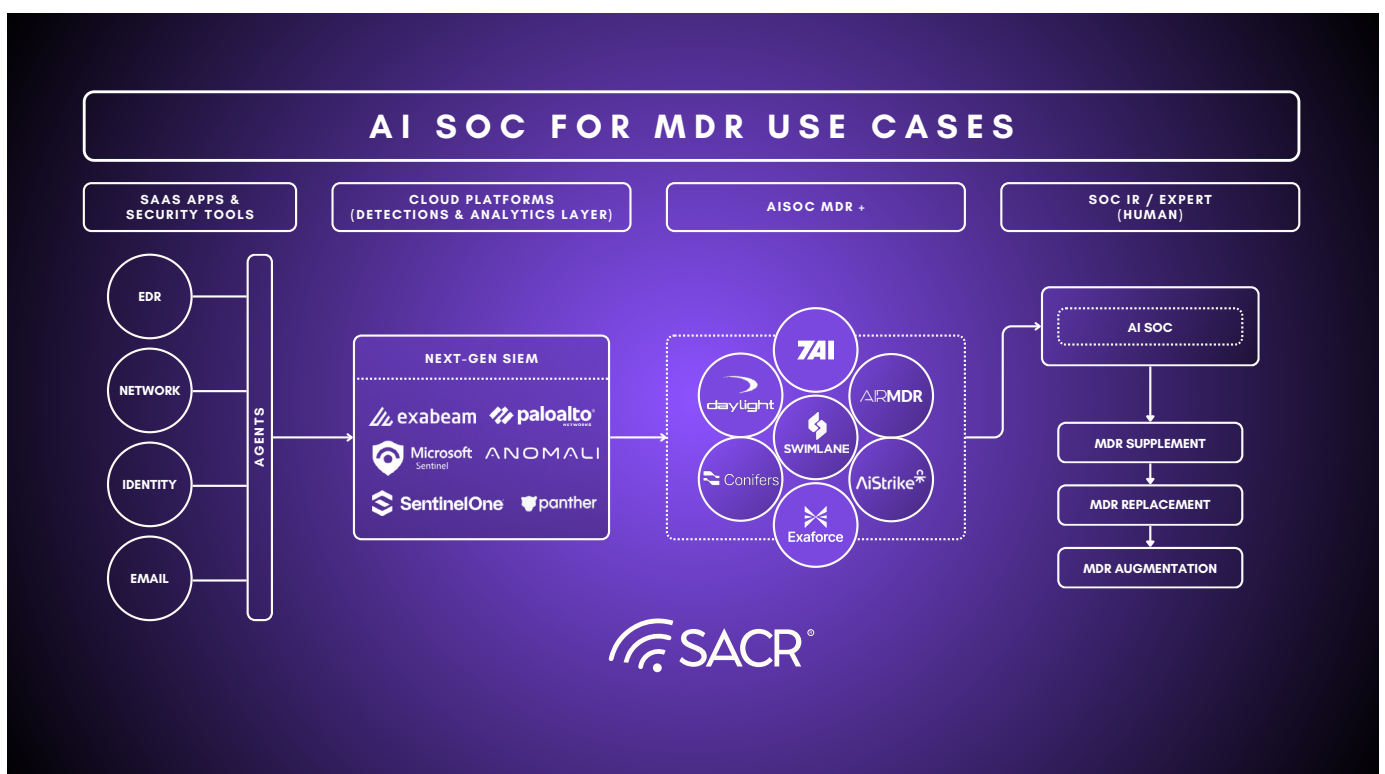 AI SOC FOR MDR USE CASES
SAAS APPS &
SECURITY TOOLS
CLOUD PLATFORMS
(DETECTIONS & ANALYTICS LAYER)
AISOC MDR +
SOC IR / EXPERT
(HUMAN)
EDR
NETWORK
IDENTITY
EMAIL
AGENTS
NEXT-GEN SIEM
exabeam
paloalto
NETWORKS
Microsoft
Sentinel
ANOMALI
SentinelOne
panther
7AI
daylight
AIRMDR
SWIMLANE
Conifers
AiStrike
Exaforce
AI SOC
MDR SUPPLEMENT
MDR REPLACEMENT
MDR AUGMENTATION
SACR®